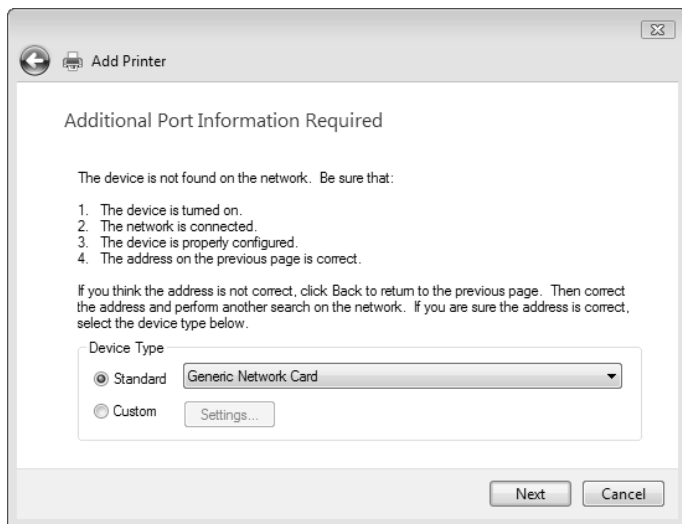 Add Printer
Additional Port Information Required
The device is not found on the network. Be sure that:
1. The device is turned on.
2. The network is connected.
3. The device is properly configured.
4. The address on the previous page is correct.
If you think the address is not correct, click Back to return to the previous page. Then correct
the address and perform another search on the network. If you are sure the address is correct,
select the device type below.
Device Type
Standard Generic Network Card
Custom Settings...
Next Cancel